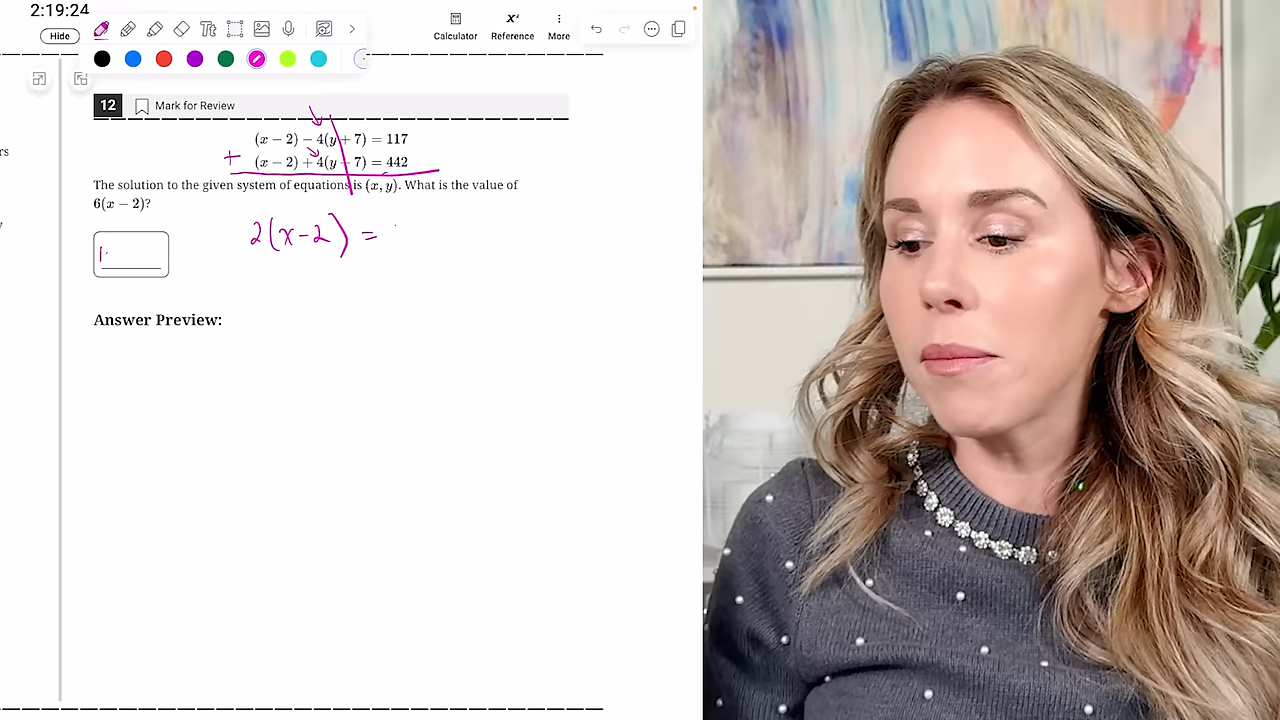 2:19:24
Hide
Calculator
Reference
More
12 Mark for Review
(x − 2) − 4(y + 7) = 117
+ (x − 2) + 4(y + 7) = 442
The solution to the given system of equations is (x, y). What is the value of
6(x − 2)?
2(x-2) =
Answer Preview: